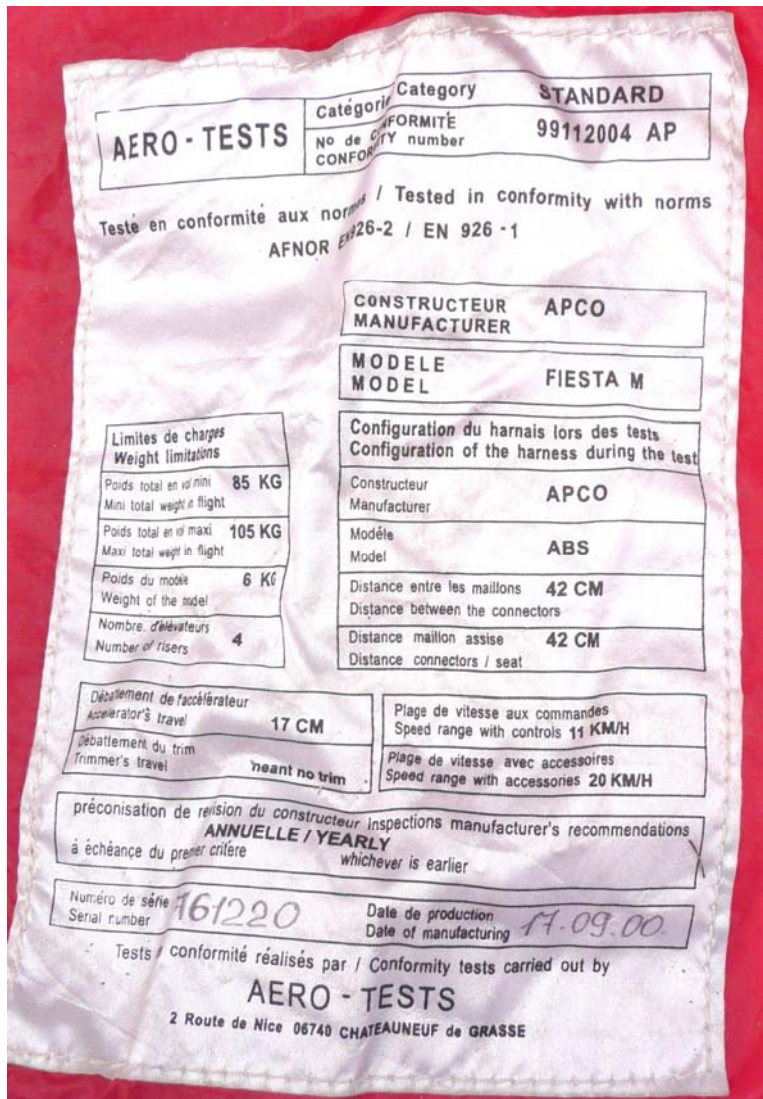 AERO - TESTS
Catégorie Category STANDARD
No de CONFORMITÉ
CONFORMITY number 99112004 AP
Testé en conformité aux normes / Tested in conformity with norms
AFNOR EN926-2 / EN 926 - 1
CONSTRUCTEUR APCO
MANUFACTURER
MODELE
MODEL FIESTA M
Limites de charges
Weight limitations
Poids total en vol mini 85 KG
Mini total weight in flight
Poids total en vol maxi 105 KG
Maxi total weight in flight
Poids du modèle 6 KG
Weight of the model
Nombre. d'élévateurs
Number of risers 4
Configuration du harnais lors des tests
Configuration of the harness during the test
Constructeur
Manufacturer APCO
Modéle
Model ABS
Distance entre les maillons 42 CM
Distance between the connectors
Distance maillon assise 42 CM
Distance connectors / seat
Débattement de l'accélérateur
Accelerator's travel 17 CM
Débattement du trim
Trimmer's travel neant no trim
Plage de vitesse aux commandes
Speed range with controls 11 KM/H
Plage de vitesse avec accessoires
Speed range with accessories 20 KM/H
préconisation de revision du constructeur Inspections manufacturer's recommendations
ANNUELLE / YEARLY
à échéance du premer critère whichever is earlier
Numéro de série 161220
Serial number
Date de production
Date of manufacturing 17.09.00.
Tests / conformité réalisés par / Conformity tests carried out by
AERO - TESTS
2 Route de Nice 06740 CHATEAUNEUF de GRASSE